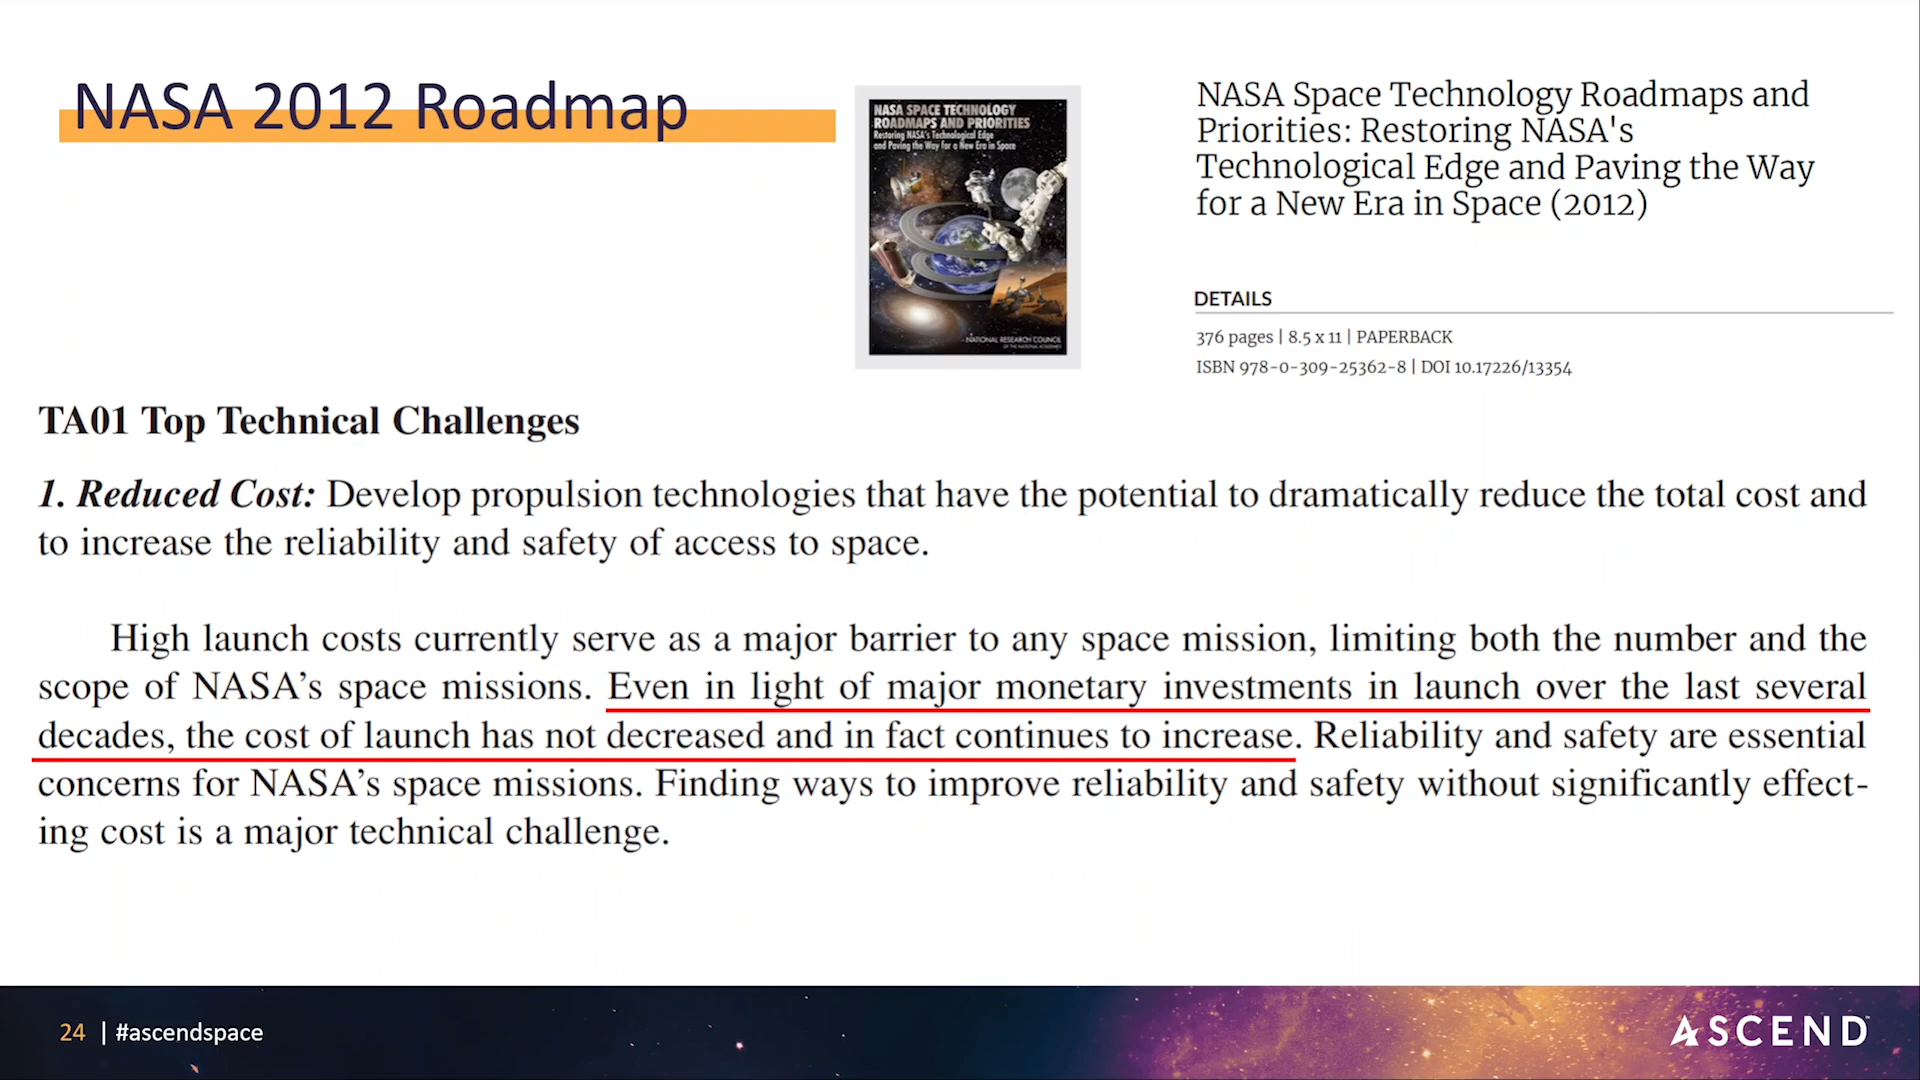 NASA 2012 Roadmap
NASA SPACE TECHNOLOGY
ROADMAPS AND PRIORITIES
Restoring NASA's Technological Edge
and Paving the Way for a New Era in Space
NATIONAL RESEARCH COUNCIL
OF THE NATIONAL ACADEMIES
NASA Space Technology Roadmaps and
Priorities: Restoring NASA's
Technological Edge and Paving the Way
for a New Era in Space (2012)
DETAILS
376 pages | 8.5 x 11 | PAPERBACK
ISBN 978-0-309-25362-8 | DOI 10.17226/13354
TA01 Top Technical Challenges
1. Reduced Cost: Develop propulsion technologies that have the potential to dramatically reduce the total cost and
to increase the reliability and safety of access to space.
High launch costs currently serve as a major barrier to any space mission, limiting both the number and the
scope of NASA’s space missions. Even in light of major monetary investments in launch over the last several
decades, the cost of launch has not decreased and in fact continues to increase. Reliability and safety are essential
concerns for NASA’s space missions. Finding ways to improve reliability and safety without significantly effect-
ing cost is a major technical challenge.
24 | #ascendspace
ASCEND